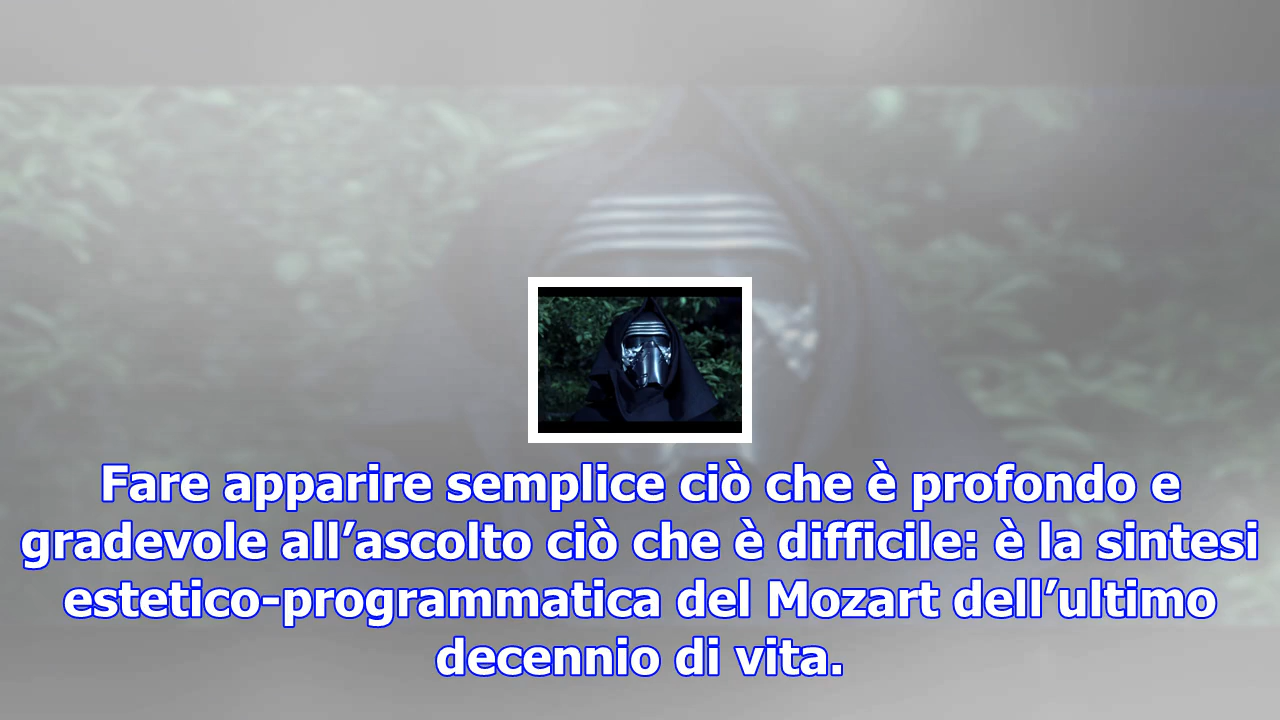 Fare apparire semplice ciò che è profondo e
gradevole all’ascolto ciò che è difficile: è la sintesi
estetico-programmatica del Mozart dell’ultimo
decennio di vita.